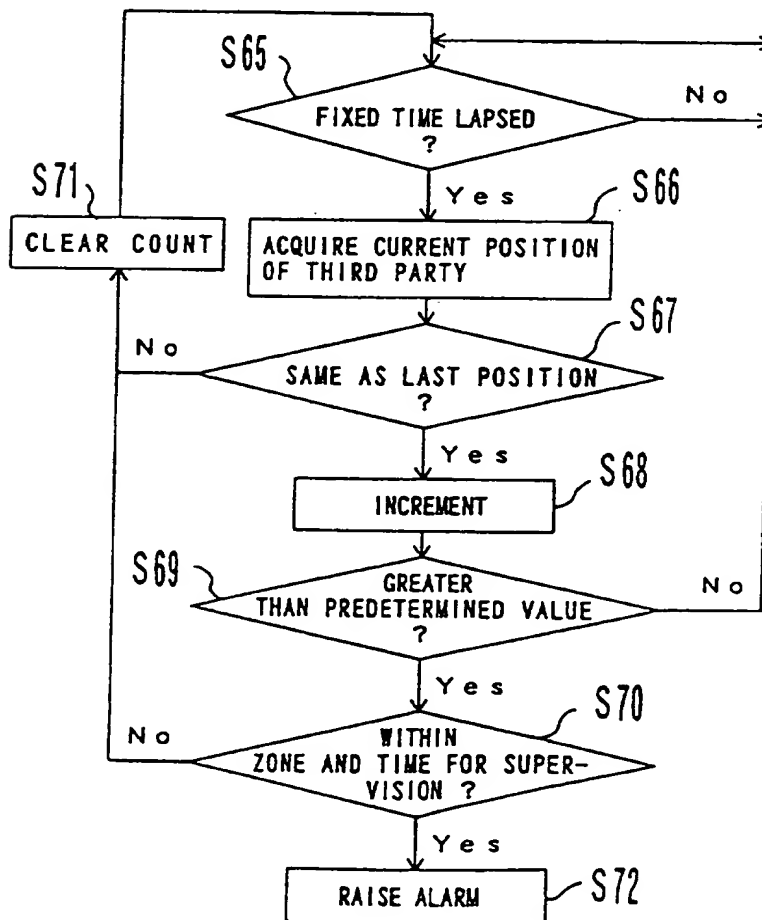 S65
FIXED TIME LAPSED
?
No
Yes
S66
S71
CLEAR COUNT
ACQUIRE CURRENT POSITION
OF THIRD PARTY
S67
No
SAME AS LAST POSITION
?
Yes
S68
INCREMENT
S69
GREATER
THAN PREDETERMINED VALUE
?
No
Yes
S70
No
WITHIN
ZONE AND TIME FOR SUPER-
VISION ?
Yes
S72
RAISE ALARM